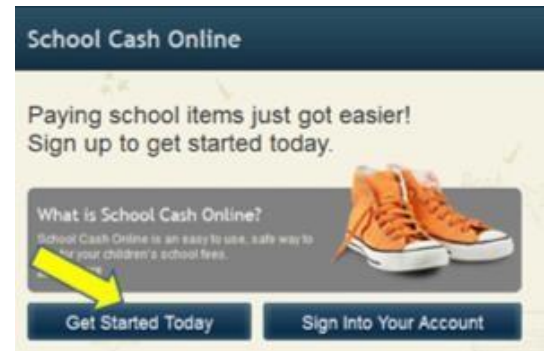 School Cash Online
Paying school items just got easier!
Sign up to get started today.
What is School Cash Online?
School Cash Online is an easy to use, safe way to
for your children's school fees.
Get Started Today
Sign Into Your Account